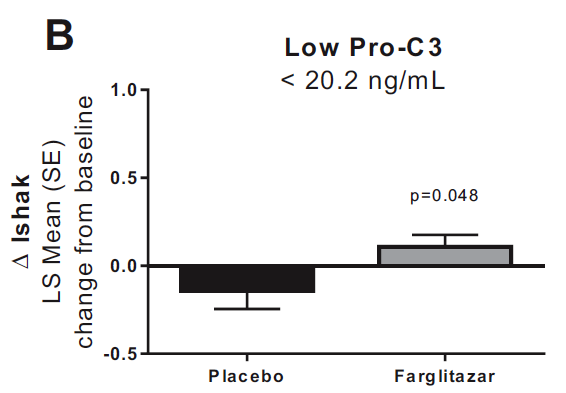 B
Low Pro-C3
< 20.2 ng/mL
Δ Ishak
LS Mean (SE)
change from baseline
1.0
0.5
0.0
-0.5
p=0.048
Placebo
Farglitazar